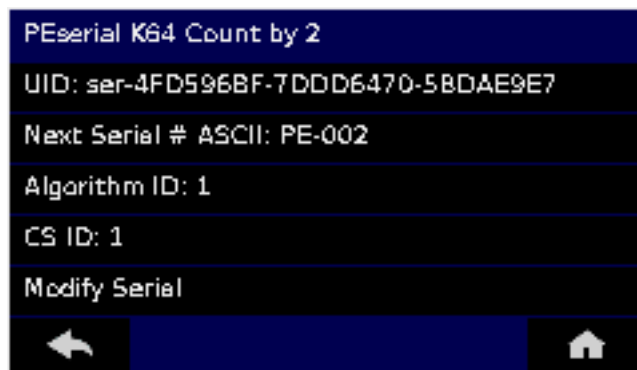 PEserial K64 Count by 2
UID: ser-4FD596BF-7DDD6470-5BDAE9E7
Next Serial # ASCII: PE-002
Algorithm ID: 1
CS ID: 1
Modify Serial